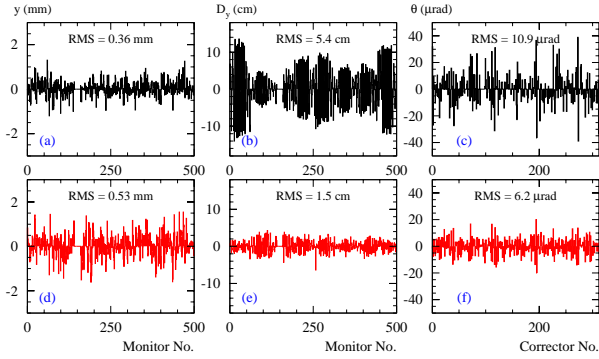 y (mm)
D_y (cm)
θ (μrad)
RMS = 0.36 mm
RMS = 5.4 cm
RMS = 10.9 μrad
2
0
-2
10
0
-10
40
20
0
-20
-40
(a)
(b)
(c)
0
250
500
0
250
500
0
200
RMS = 0.53 mm
RMS = 1.5 cm
RMS = 6.2 μrad
2
0
-2
10
0
-10
40
20
0
-20
-40
(d)
(e)
(f)
0
250
500
0
250
500
0
200
Monitor No.
Monitor No.
Corrector No.